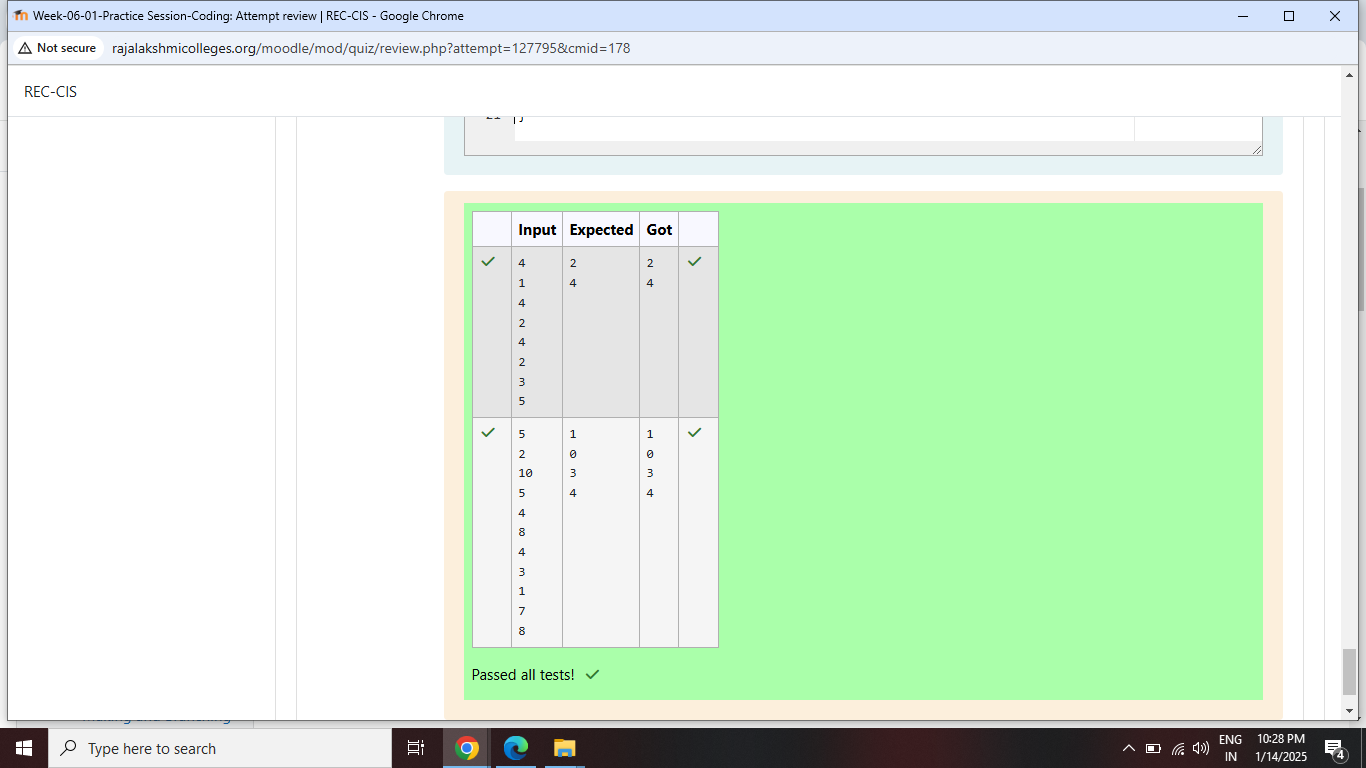 Week-06-01-Practice Session-Coding: Attempt review | REC-CIS - Google Chrome
Not secure rajalakshmicolleges.org/moodle/mod/quiz/review.php?attempt=127795&cmid=178
REC-CIS
21 }
Input Expected Got
4 2 2
1 4 4
4
2
4
2
3
5
5 1 1
2 0 0
10 3 3
5 4 4
4
8
4
3
1
7
8
Passed all tests!
making and Branching
Type here to search
ENG 10:28 PM
IN 1/14/2025
4